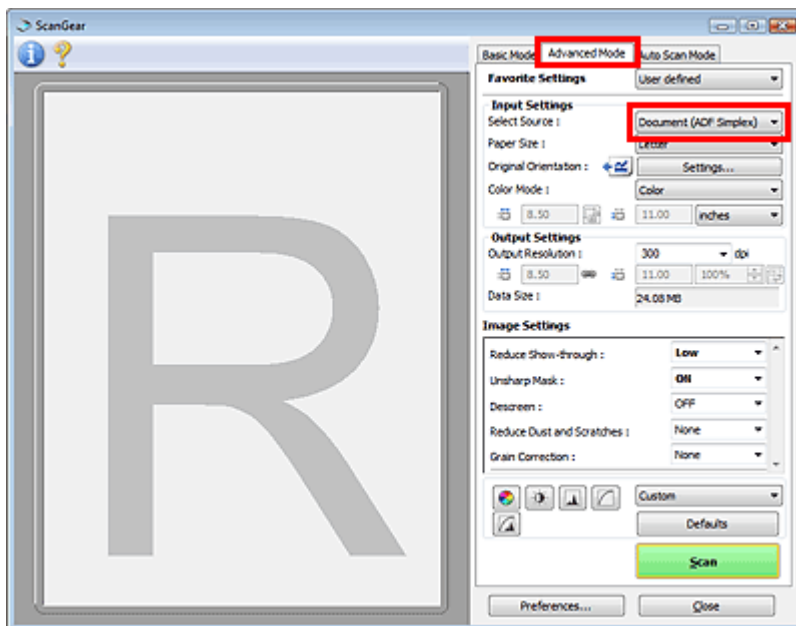 ScanGear
Basic Mode Advanced Mode Auto Scan Mode
Favorite Settings User defined
Input Settings
Select Source : Document (ADF Simplex)
Paper Size : Letter
Original Orientation : Settings...
Color Mode : Color
8.50 11.00 inches
Output Settings
Output Resolution : 300 dpi
8.50 11.00 100%
Data Size : 24.08 MB
Image Settings
Reduce Show-through : Low
Unsharp Mask : ON
Descreen : OFF
Reduce Dust and Scratches : None
Grain Correction : None
Custom
Defaults
Scan
Preferences... Close
R